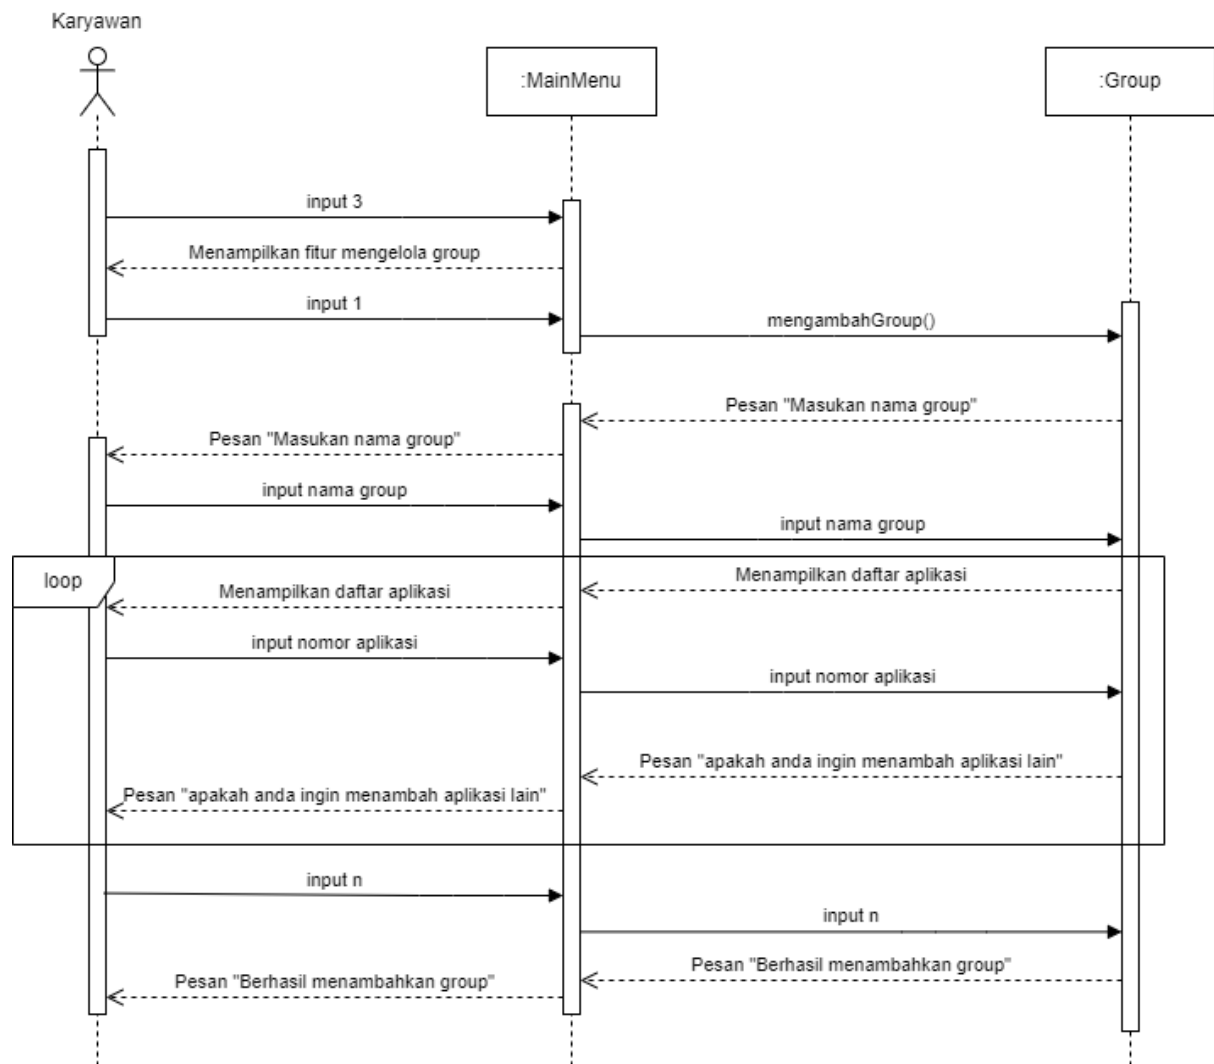 Karyawan
:MainMenu
:Group
input 3
Menampilkan fitur mengelola group
input 1
mengambahGroup()
Pesan "Masukan nama group"
Pesan "Masukan nama group"
input nama group
input nama group
loop
Menampilkan daftar aplikasi
Menampilkan daftar aplikasi
input nomor aplikasi
input nomor aplikasi
Pesan "apakah anda ingin menambah aplikasi lain"
Pesan "apakah anda ingin menambah aplikasi lain"
input n
input n
Pesan "Berhasil menambahkan group"
Pesan "Berhasil menambahkan group"